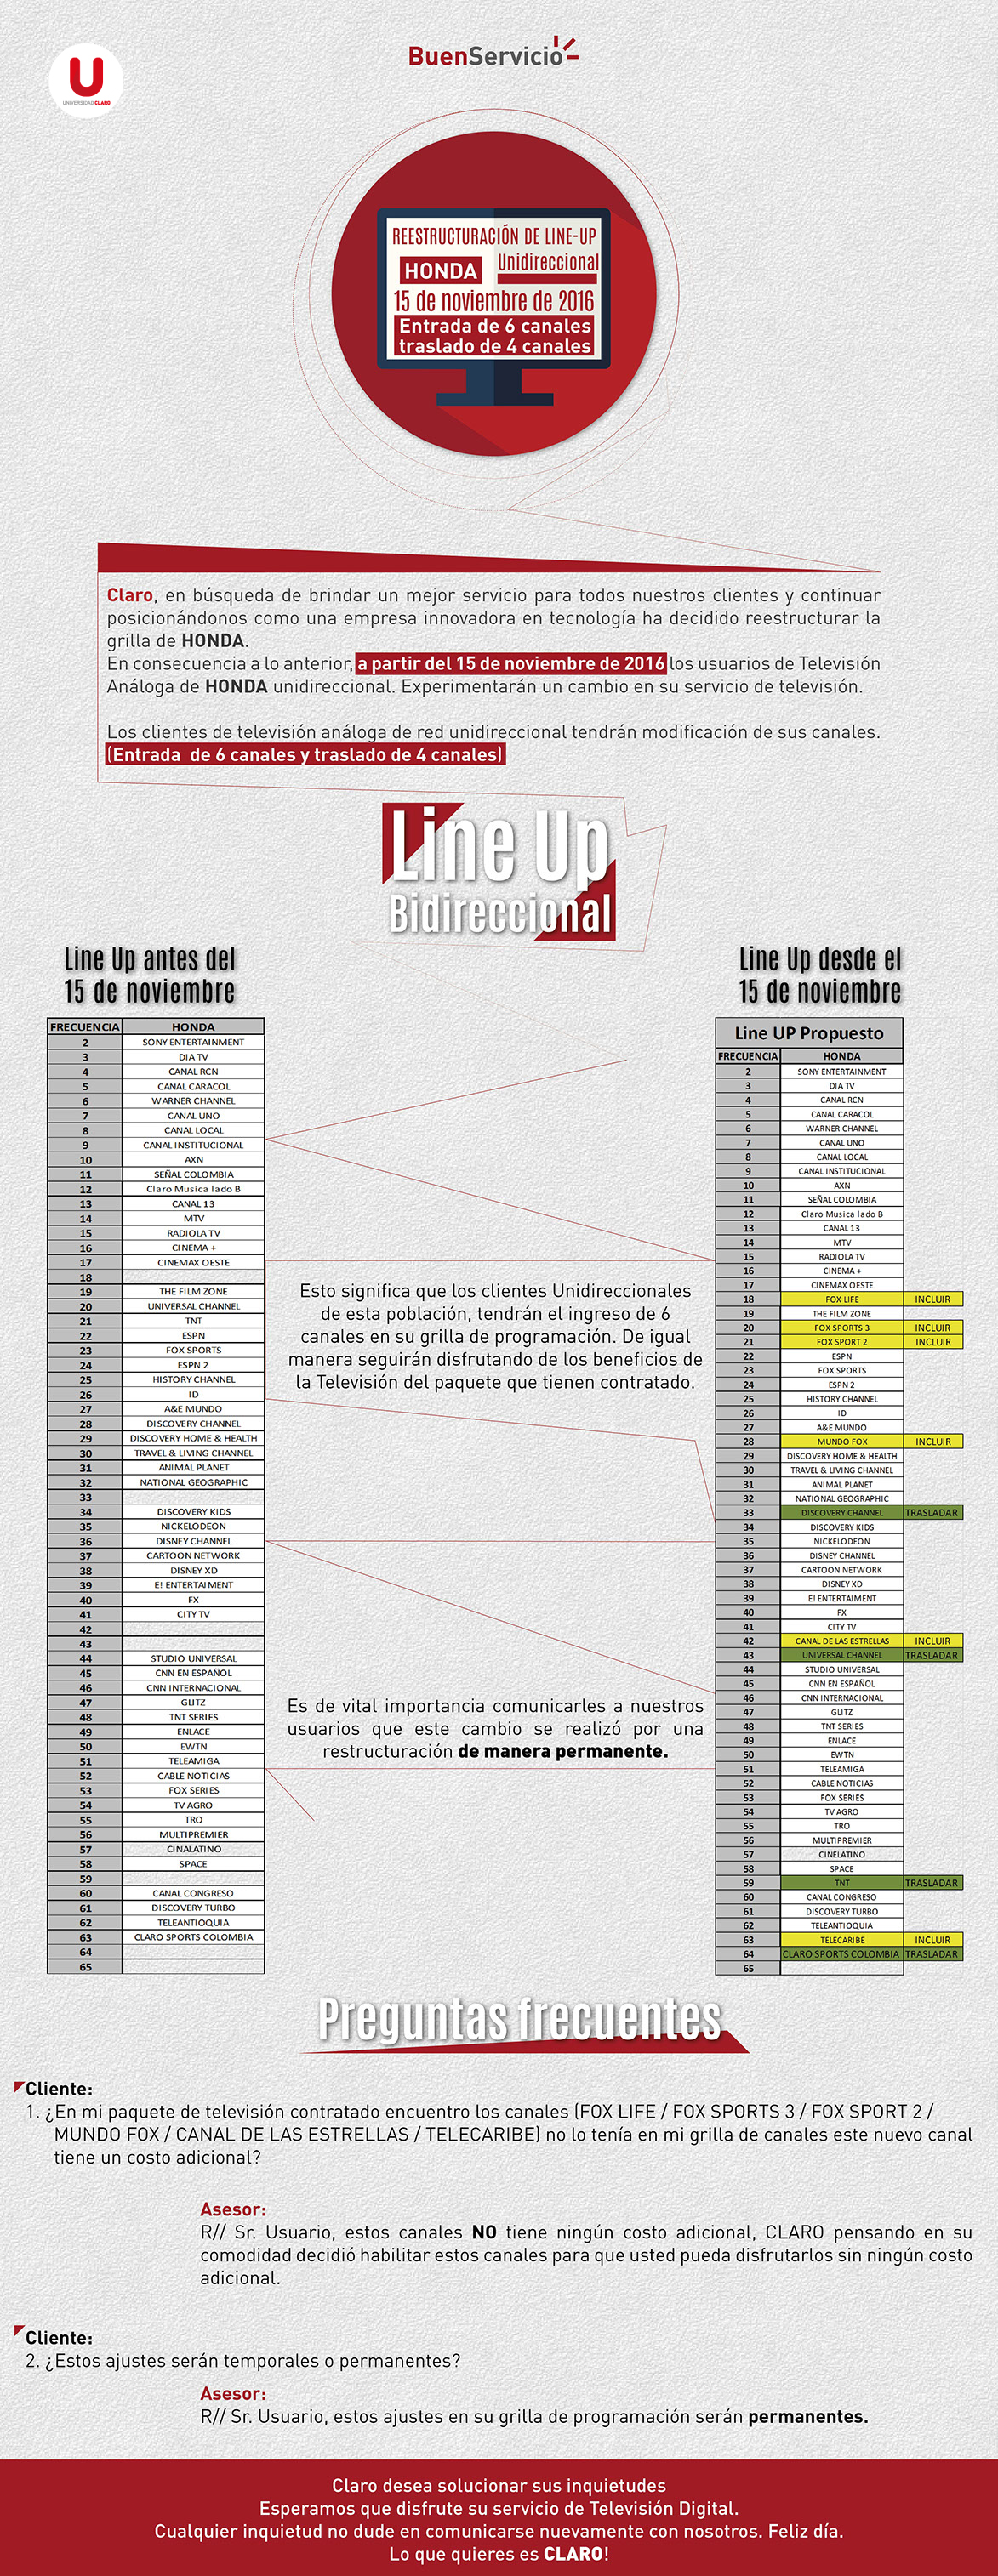 U
UNIVERSIDADCLARO
BuenServicio
REESTRUCTURACIÓN DE LINE-UP
HONDA Unidireccional
15 de noviembre de 2016
Entrada de 6 canales
traslado de 4 canales
Claro, en búsqueda de brindar un mejor servicio para todos nuestros clientes y continuar
posicionándonos como una empresa innovadora en tecnología ha decidido reestructurar la
grilla de HONDA.
En consecuencia a lo anterior, a partir del 15 de noviembre de 2016 los usuarios de Televisión
Análoga de HONDA unidireccional. Experimentarán un cambio en su servicio de televisión.
Los clientes de televisión análoga de red unidireccional tendrán modificación de sus canales.
(Entrada de 6 canales y traslado de 4 canales)
Line Up
Bidireccional
Line Up antes del
15 de noviembre
FRECUENCIA HONDA
2 SONY ENTERTAINMENT
3 DIA TV
4 CANAL RCN
5 CANAL CARACOL
6 WARNER CHANNEL
7 CANAL UNO
8 CANAL LOCAL
9 CANAL INSTITUCIONAL
10 AXN
11 SEÑAL COLOMBIA
12 Claro Musica lado B
13 CANAL 13
14 MTV
15 RADIOLA TV
16 CINEMA +
17 CINEMAX OESTE
18
19 THE FILM ZONE
20 UNIVERSAL CHANNEL
21 TNT
22 ESPN
23 FOX SPORTS
24 ESPN 2
25 HISTORY CHANNEL
26 ID
27 A&E MUNDO
28 DISCOVERY CHANNEL
29 DISCOVERY HOME & HEALTH
30 TRAVEL & LIVING CHANNEL
31 ANIMAL PLANET
32 NATIONAL GEOGRAPHIC
33
34 DISCOVERY KIDS
35 NICKELODEON
36 DISNEY CHANNEL
37 CARTOON NETWORK
38 DISNEY XD
39 E! ENTERTAIMENT
40 FX
41 CITY TV
42
43
44 STUDIO UNIVERSAL
45 CNN EN ESPAÑOL
46 CNN INTERNACIONAL
47 GLITZ
48 TNT SERIES
49 ENLACE
50 EWTN
51 TELEAMIGA
52 CABLE NOTICIAS
53 FOX SERIES
54 TV AGRO
55 TRO
56 MULTIPREMIER
57 CINALATINO
58 SPACE
59
60 CANAL CONGRESO
61 DISCOVERY TURBO
62 TELEANTIOQUIA
63 CLARO SPORTS COLOMBIA
64
65
Esto significa que los clientes Unidireccionales
de esta población, tendrán el ingreso de 6
canales en su grilla de programación. De igual
manera seguirán disfrutando de los beneficios de
la Televisión del paquete que tienen contratado.
Es de vital importancia comunicarles a nuestros
usuarios que este cambio se realizó por una
restructuración de manera permanente.
Line Up desde el
15 de noviembre
Line UP Propuesto
FRECUENCIA HONDA
2 SONY ENTERTAINMENT
3 DIA TV
4 CANAL RCN
5 CANAL CARACOL
6 WARNER CHANNEL
7 CANAL UNO
8 CANAL LOCAL
9 CANAL INSTITUCIONAL
10 AXN
11 SEÑAL COLOMBIA
12 Claro Musica lado B
13 CANAL 13
14 MTV
15 RADIOLA TV
16 CINEMA +
17 CINEMAX OESTE
18 FOX LIFE INCLUIR
19 THE FILM ZONE
20 FOX SPORTS 3 INCLUIR
21 FOX SPORT 2 INCLUIR
22 ESPN
23 FOX SPORTS
24 ESPN 2
25 HISTORY CHANNEL
26 ID
27 A&E MUNDO
28 MUNDO FOX INCLUIR
29 DISCOVERY HOME & HEALTH
30 TRAVEL & LIVING CHANNEL
31 ANIMAL PLANET
32 NATIONAL GEOGRAPHIC
33 DISCOVERY CHANNEL TRASLADAR
34 DISCOVERY KIDS
35 NICKELODEON
36 DISNEY CHANNEL
37 CARTOON NETWORK
38 DISNEY XD
39 E! ENTERTAIMENT
40 FX
41 CITY TV
42 CANAL DE LAS ESTRELLAS INCLUIR
43 UNIVERSAL CHANNEL TRASLADAR
44 STUDIO UNIVERSAL
45 CNN EN ESPAÑOL
46 CNN INTERNACIONAL
47 GLITZ
48 TNT SERIES
49 ENLACE
50 EWTN
51 TELEAMIGA
52 CABLE NOTICIAS
53 FOX SERIES
54 TV AGRO
55 TRO
56 MULTIPREMIER
57 CINELATINO
58 SPACE
59 TNT TRASLADAR
60 CANAL CONGRESO
61 DISCOVERY TURBO
62 TELEANTIOQUIA
63 TELECARIBE INCLUIR
64 CLARO SPORTS COLOMBIA TRASLADAR
65
Preguntas frecuentes
Cliente:
1. ¿En mi paquete de televisión contratado encuentro los canales (FOX LIFE / FOX SPORTS 3 / FOX SPORT 2 /
MUNDO FOX / CANAL DE LAS ESTRELLAS / TELECARIBE) no lo tenía en mi grilla de canales este nuevo canal
tiene un costo adicional?
Asesor:
R// Sr. Usuario, estos canales NO tiene ningún costo adicional, CLARO pensando en su
comodidad decidió habilitar estos canales para que usted pueda disfrutarlos sin ningún costo
adicional.
Cliente:
2. ¿Estos ajustes serán temporales o permanentes?
Asesor:
R// Sr. Usuario, estos ajustes en su grilla de programación serán permanentes.
Claro desea solucionar sus inquietudes
Esperamos que disfrute su servicio de Televisión Digital.
Cualquier inquietud no dude en comunicarse nuevamente con nosotros. Feliz día.
Lo que quieres es CLARO!